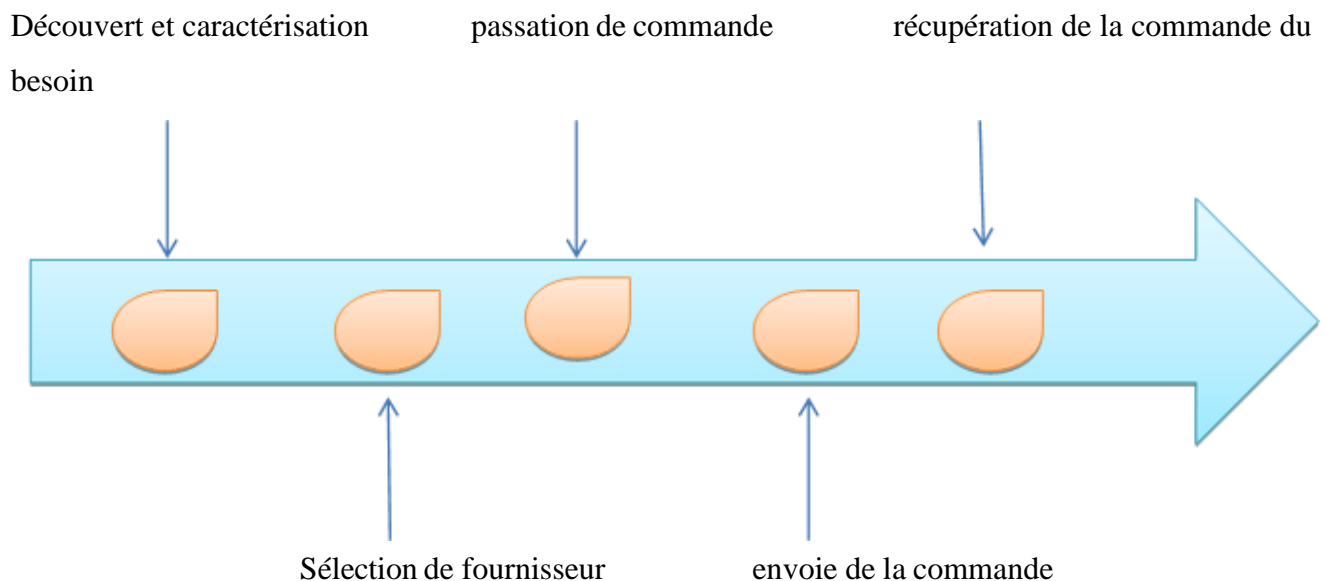 Découvert et caractérisation passation de commande récupération de la commande du
besoin
Sélection de fournisseur envoie de la commande